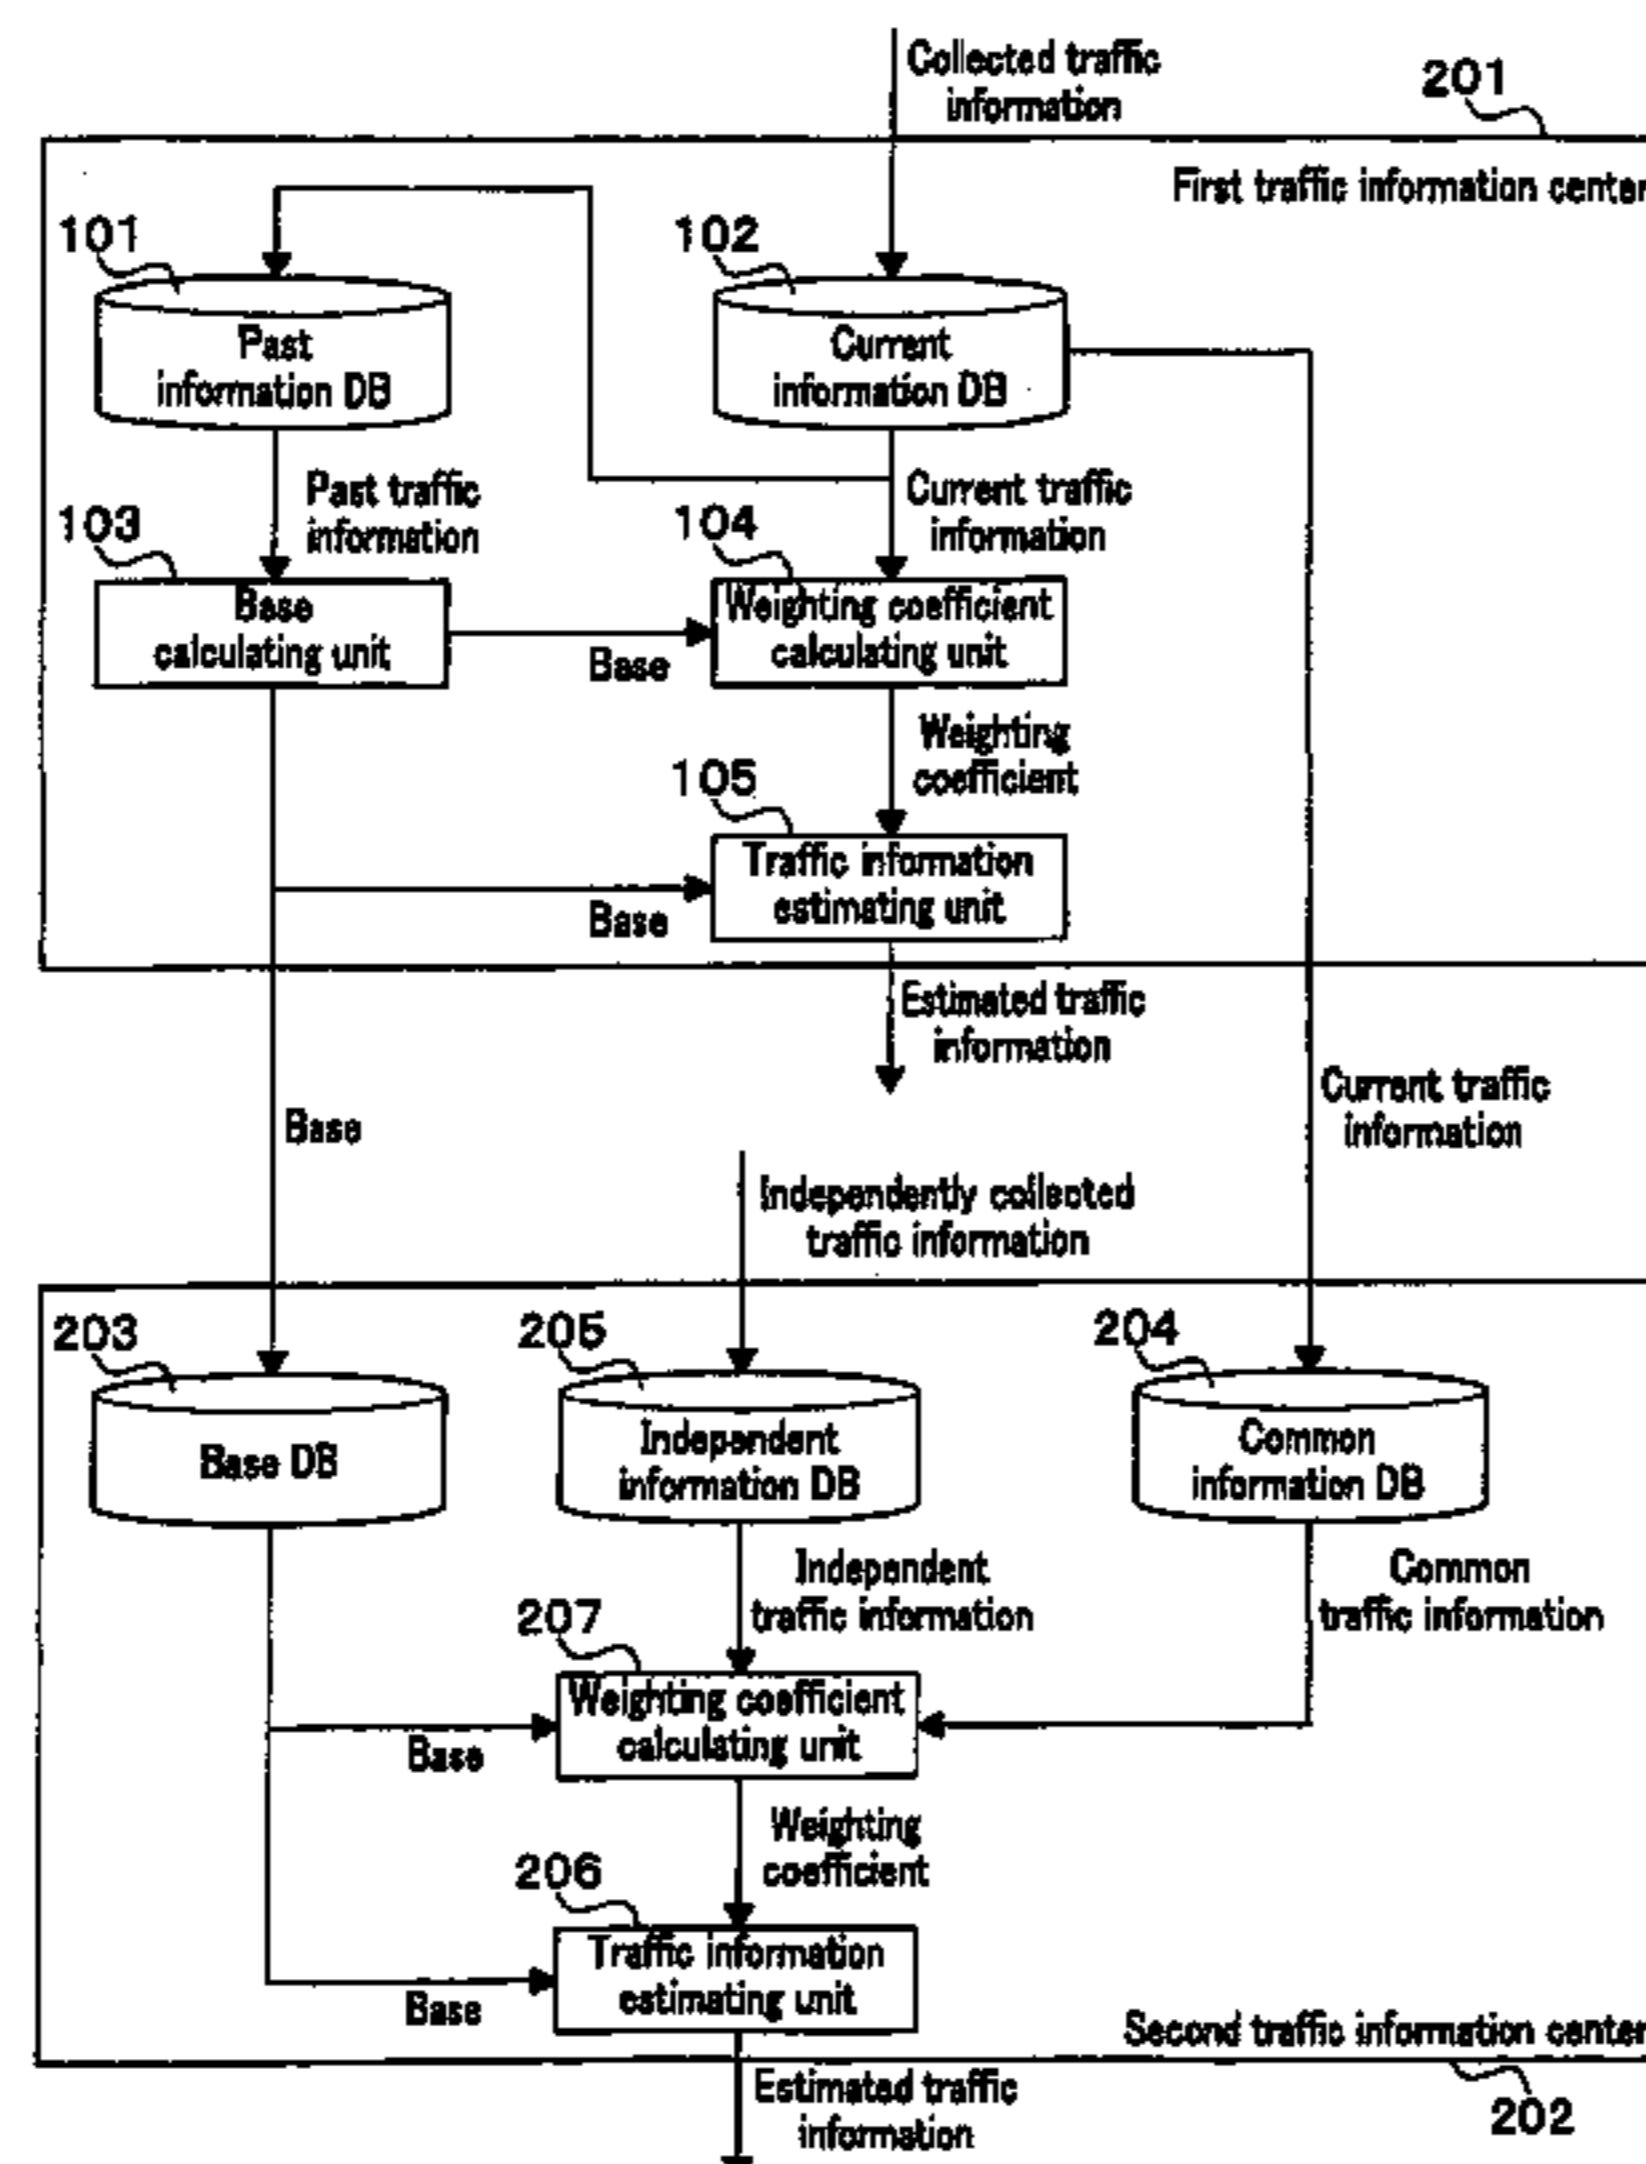 Collected traffic
information
201
First traffic information center
101
102
Past
information DB
Current
information DB
Past traffic
information
Current traffic
information
103
104
Base
calculating unit
Base
Weighting coefficient
calculating unit
Weighting
coefficient
105
Traffic information
estimating unit
Base
Estimated traffic
information
Current traffic
information
Base
Independently collected
traffic information
203
205
204
Base DB
Independent
information DB
Common
information DB
Independent
traffic information
Common
traffic information
207
Weighting coefficient
calculating unit
Base
Weighting
coefficient
206
Traffic information
estimating unit
Base
Second traffic information center
Estimated traffic
information
202